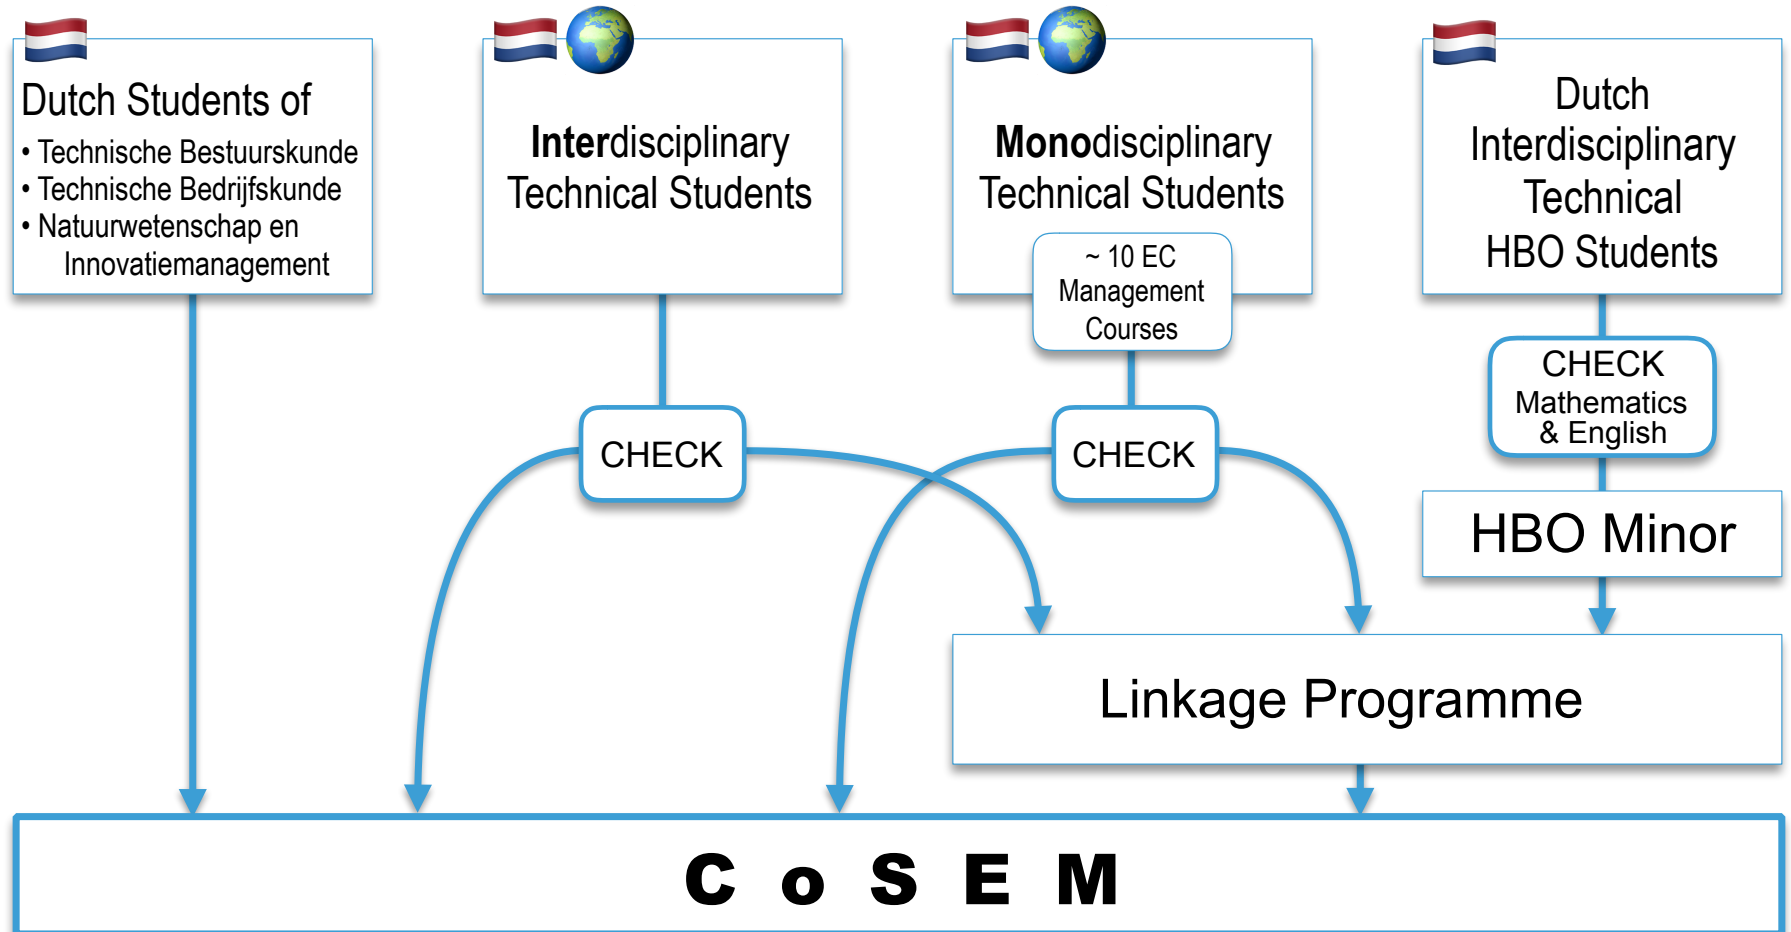 Dutch Students of
• Technische Bestuurskunde
• Technische Bedrijfskunde
• Natuurwetenschap en
Innovatiemanagement
Interdisciplinary
Technical Students
Monodisciplinary
Technical Students
~ 10 EC
Management
Courses
Dutch
Interdisciplinary
Technical
HBO Students
CHECK
CHECK
CHECK
Mathematics
& English
HBO Minor
Linkage Programme
C o S E M